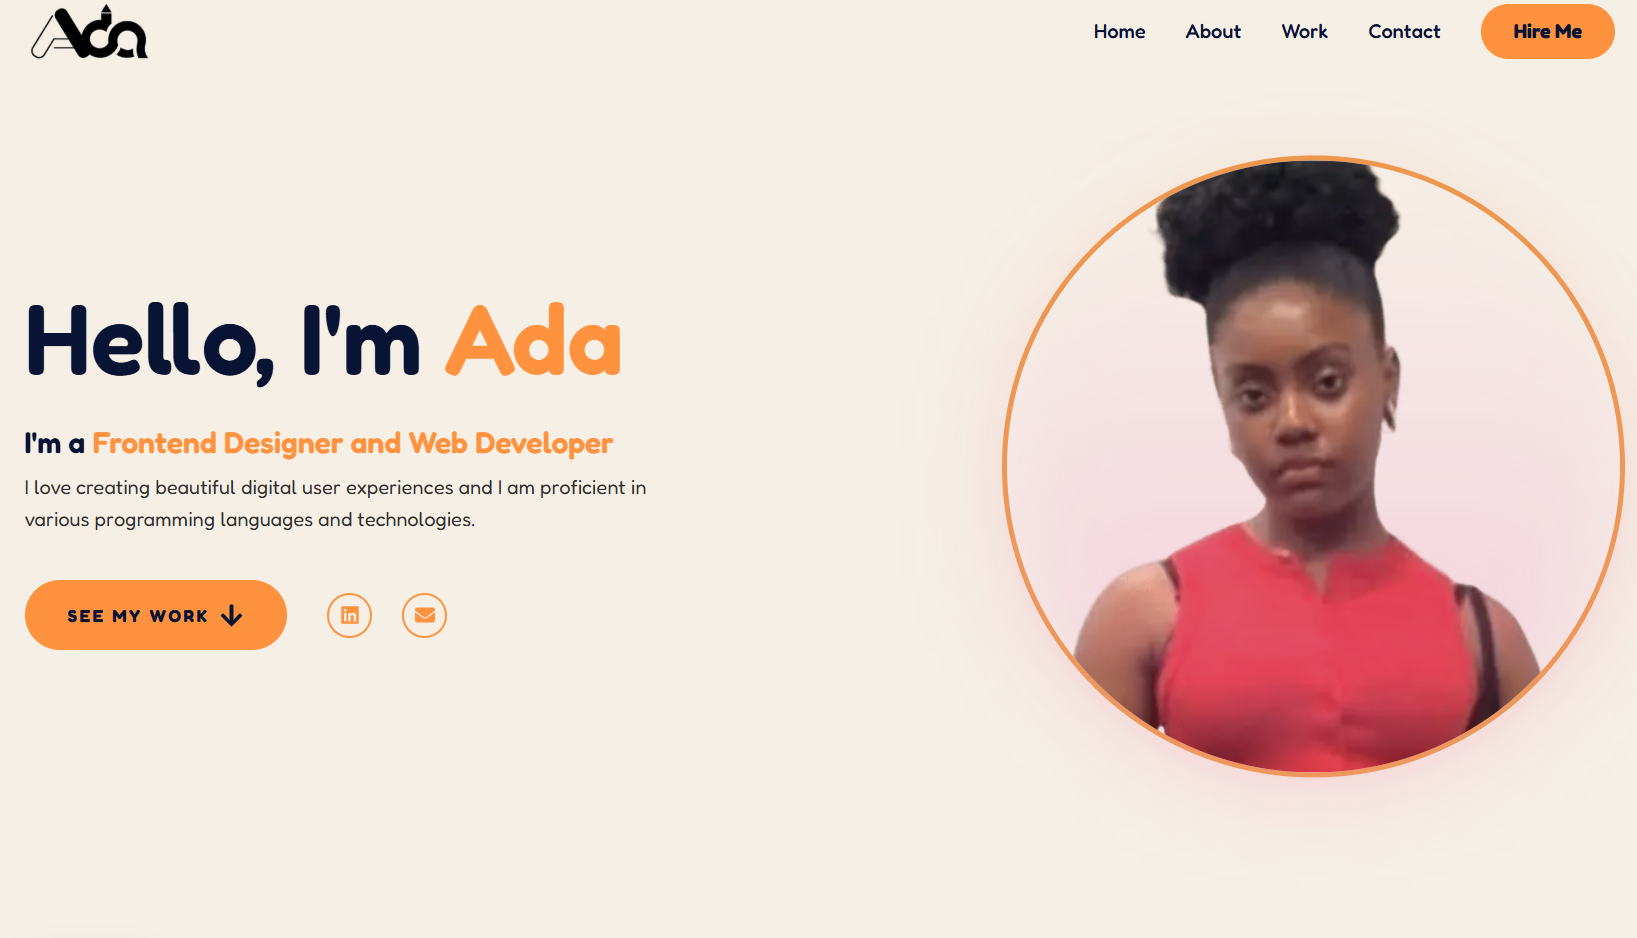 Ada
Home About Work Contact Hire Me
Hello, I'm Ada
I'm a Frontend Designer and Web Developer
I love creating beautiful digital user experiences and I am proficient in
various programming languages and technologies.
SEE MY WORK
in